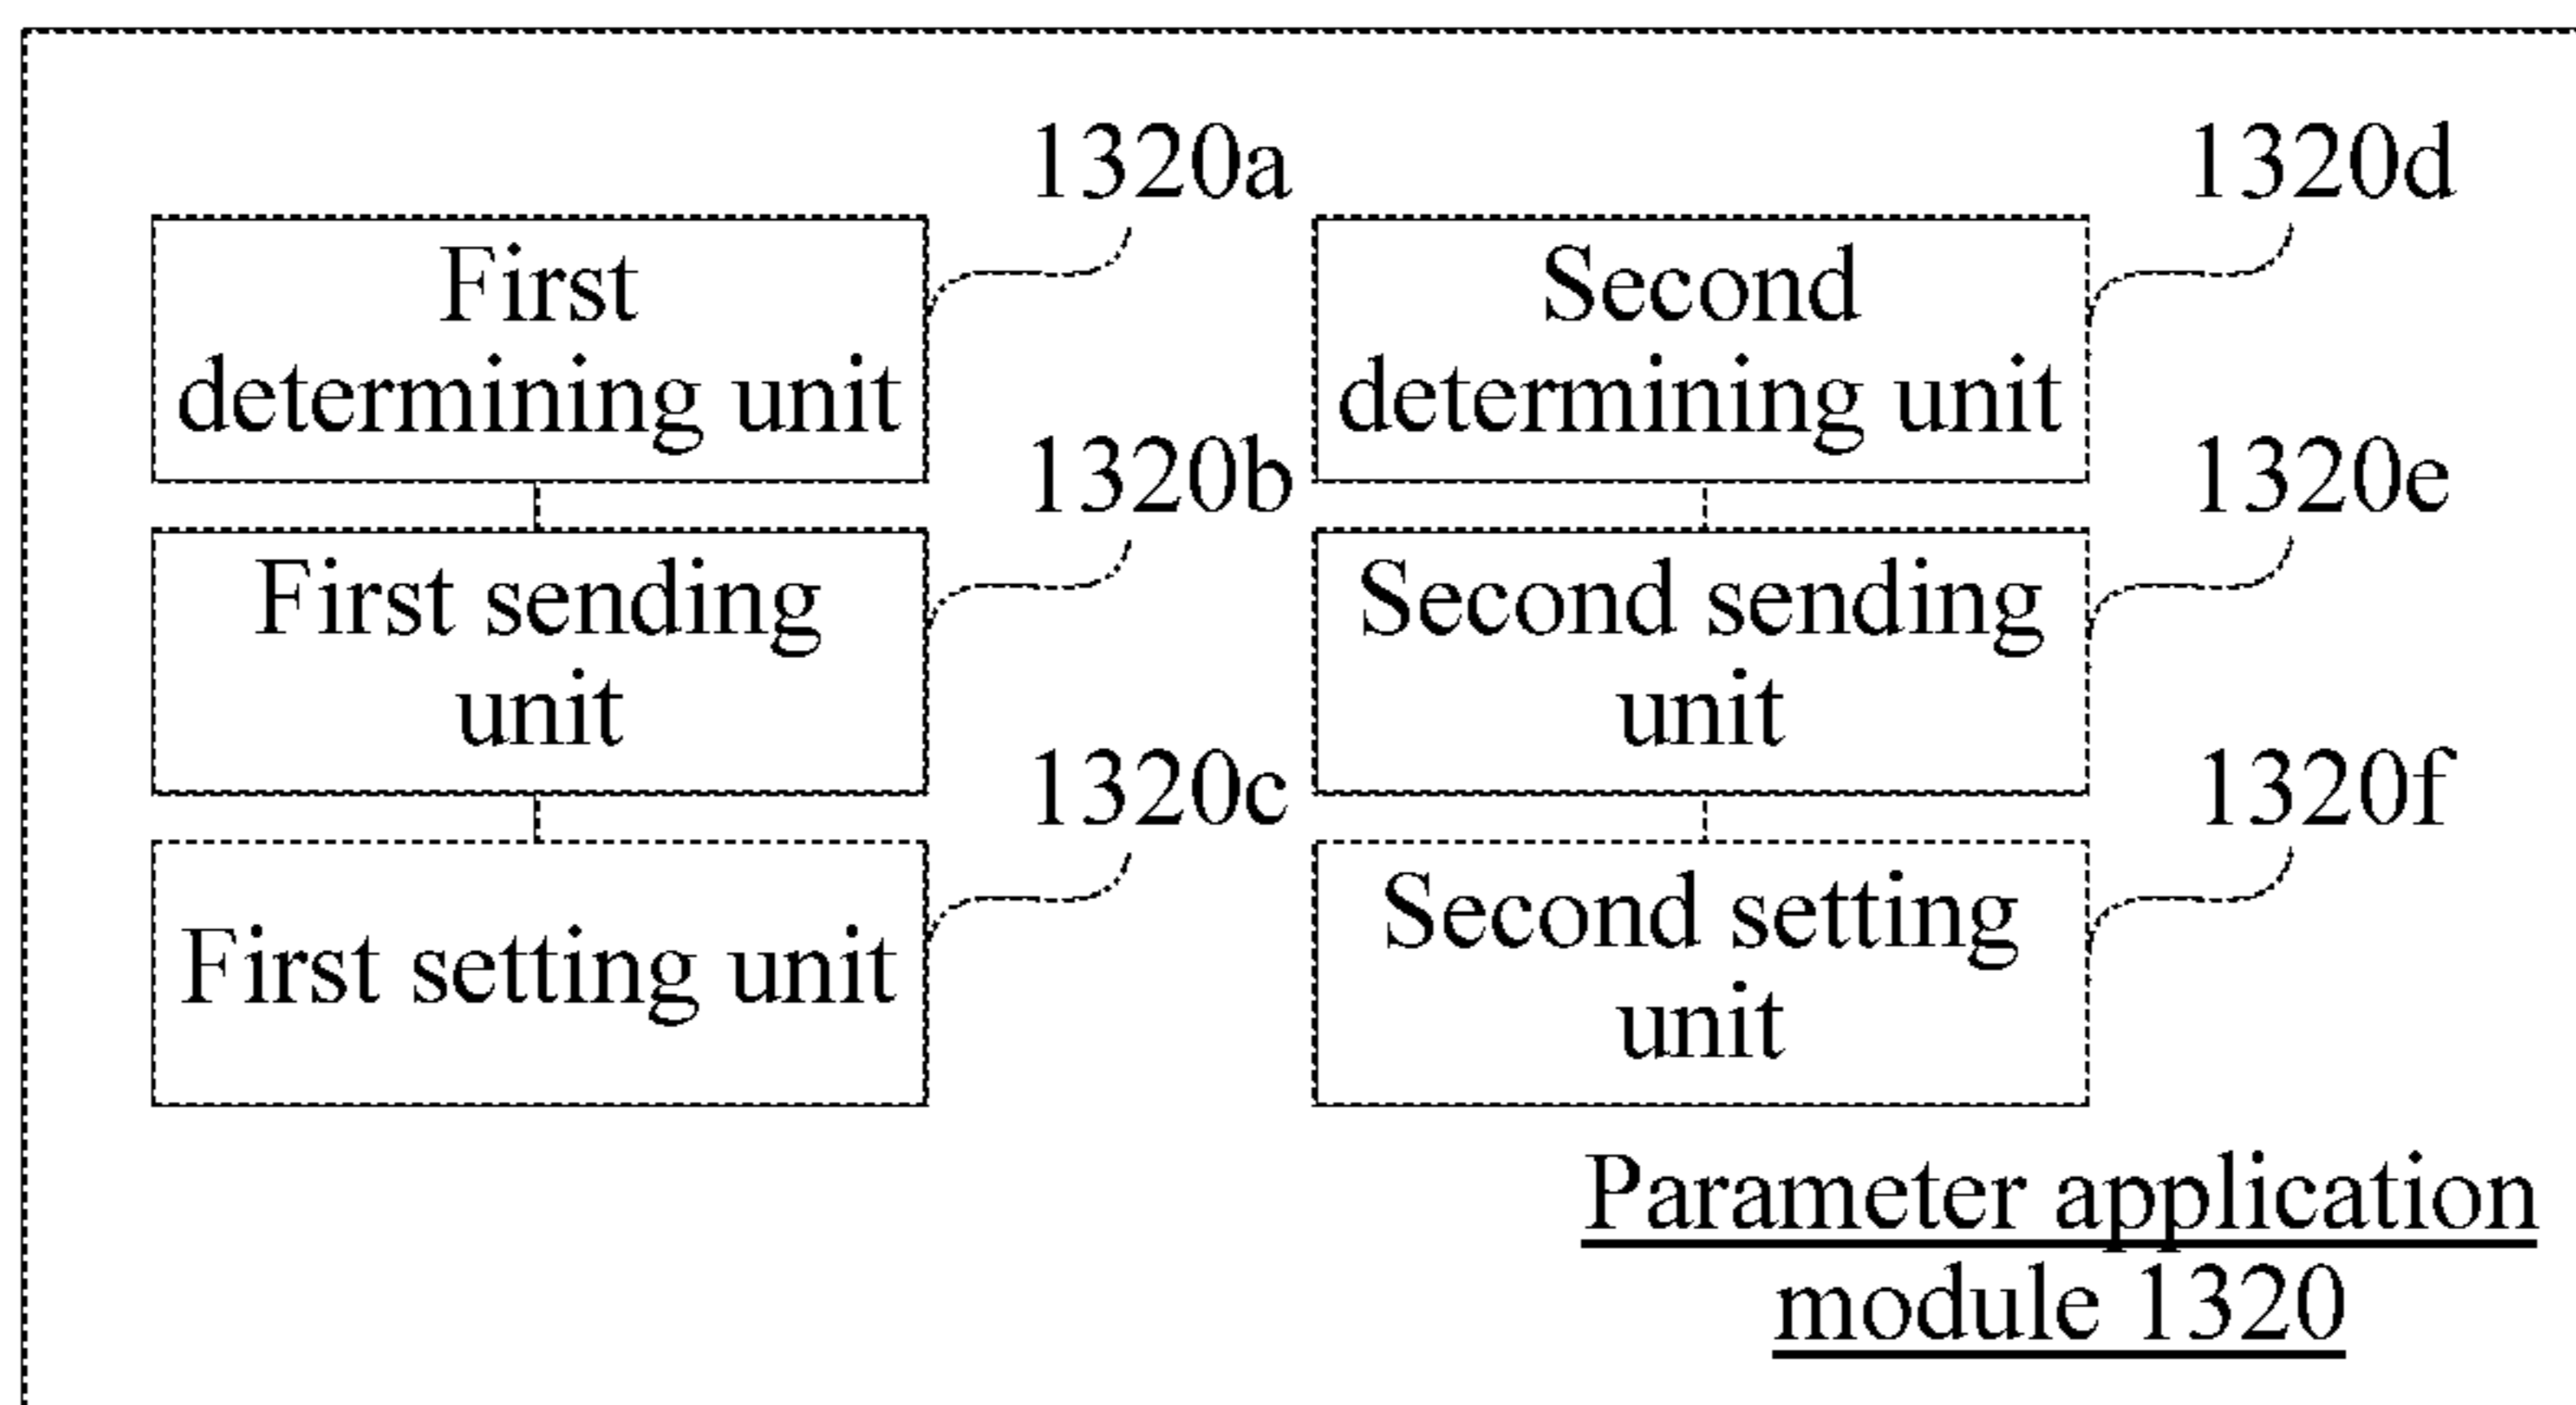 1320a
First
determining unit
1320b
First sending
unit
1320c
First setting unit
1320d
Second
determining unit
1320e
Second sending
unit
1320f
Second setting
unit
Parameter application
module 1320